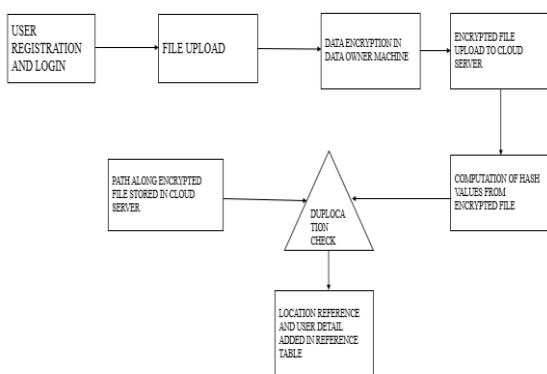 USER
REGISTRATION
AND LOGIN
FILE UPLOAD
DATA ENCRYPTION IN
DATA OWNER MACHINE
ENCRYPTED FILE
UPLOAD TO CLOUD
SERVER
PATH ALONG ENCRYPTED
FILE STORED IN CLOUD
SERVER
DUPLOCA
TION
CHECK
COMPUTATION OF HASH
VALUES FROM
ENCRYPTED FILE
LOCATION REFERENCE
AND USER DETAIL
ADDED IN REFERENCE
TABLE